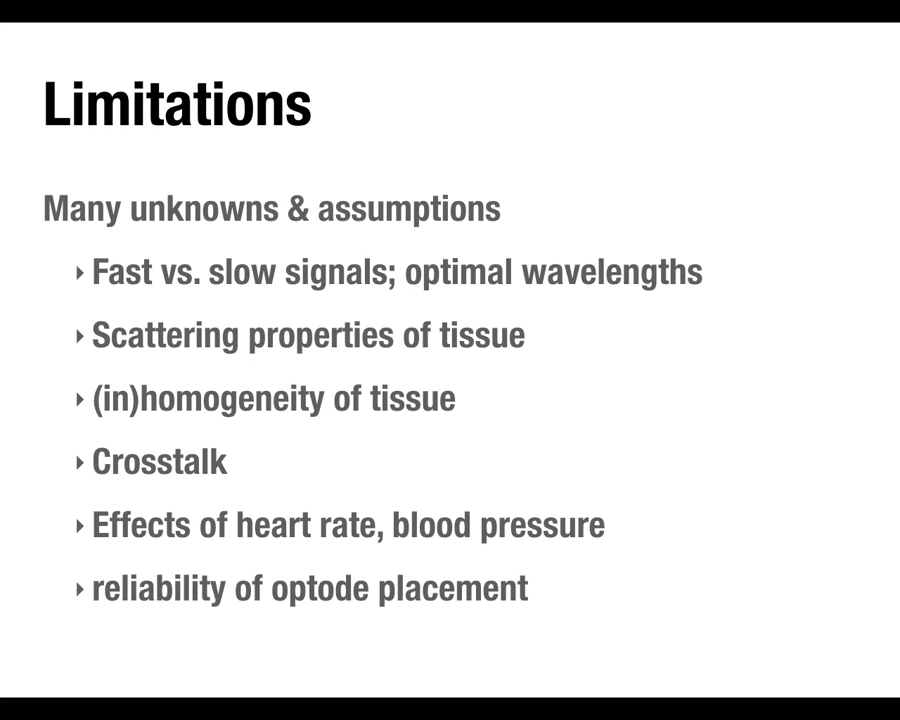 Limitations
Many unknowns & assumptions
‣ Fast vs. slow signals; optimal wavelengths
‣ Scattering properties of tissue
‣ (in)homogeneity of tissue
‣ Crosstalk
‣ Effects of heart rate, blood pressure
‣ reliability of optode placement